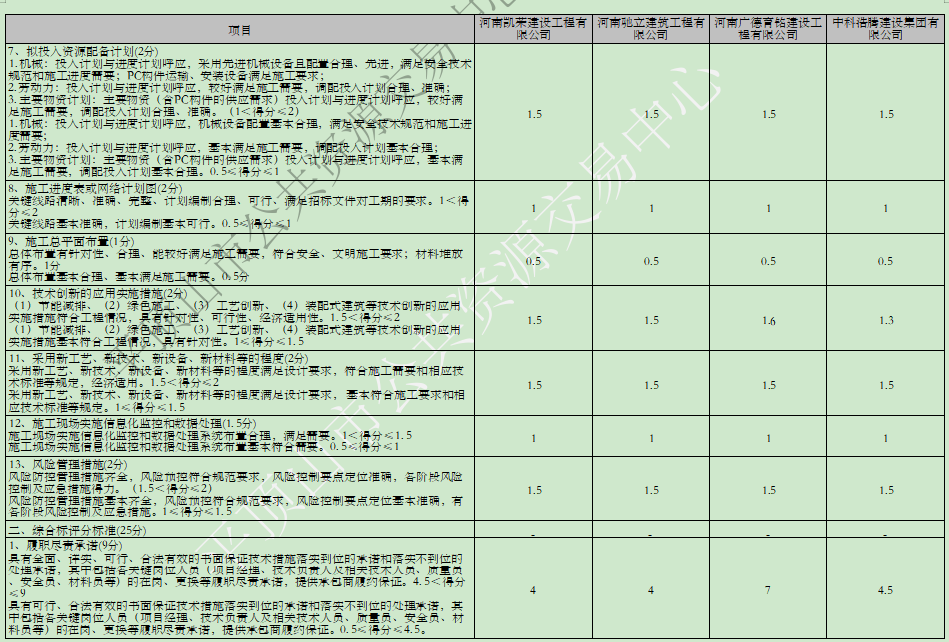 项目
河南凯荣建设工程有限公司
河南驰立建筑工程有限公司
河南广德育铭建设工程有限公司
中科浩腾建设集团有限公司
7、拟投入资源配备计划(2分)
1.机械：投入计划与进度计划呼应，采用先进机械设备且配置合理、先进，满足安全技术
规范和施工进度需要；PC构件运输、安装设备满足施工要求；
2.劳动力：投入计划与进度计划呼应，较好满足施工需要，调配投入计划合理、准确；
3.主要物资计划：主要物资（含PC构件的供应需求）投入计划与进度计划呼应，较好满
足施工需要，调配投入计划合理、准确。（1＜得分≤2）
1.机械：投入计划与进度计划呼应，机械设备配置基本合理，满足安全技术规范和施工进
度需要；
2.劳动力：投入计划与进度计划呼应，基本满足施工需要，调配投入计划基本合理；
3.主要物资计划：主要物资（含PC构件的供应需求）投入计划与进度计划呼应，基本满
足施工需要，调配投入计划基本合理。0.5≤得分≤1
1.5
1.5
1.5
1.5
8、施工进度表或网络计划图(2分)
关键线路清晰、准确、完整、计划编制合理、可行、满足招标文件对工期的要求。1＜得
分≤2
关键线路基本准确，计划编制基本可行。0.5≤得分≤1
1
1
1
1
9、施工总平面布置(1分)
总体布置有针对性、合理、能较好满足施工需要，符合安全、文明施工要求；材料堆放
有序。1分
总体布置基本合理、基本满足施工需要。0.5分
0.5
0.5
0.5
0.5
10、技术创新的应用实施措施(2分)
（1）节能减排、（2）绿色施工、（3）工艺创新、（4）装配式建筑等技术创新的应用
实施措施符合工程情况，具有针对性、可行性、经济适用性。1.5＜得分≤2
（1）节能减排、（2）绿色施工、（3）工艺创新、（4）装配式建筑等技术创新的应用
实施措施基本符合工程情况，具有针对性。1≤得分≤1.5
1.5
1.5
1.6
1.3
11、采用新工艺、新技术、新设备、新材料等的程度(2分)
采用新工艺、新技术、新设备、新材料等的程度满足设计要求，符合施工需要和相应技
术标准等规定，经济适用。1.5＜得分≤2
采用新工艺、新技术、新设备、新材料等的程度满足设计要求， 基本符合施工要求和相
应技术标准等规定。1≤得分≤1.5
1.5
1.5
1.5
1.5
12、施工现场实施信息化监控和数据处理(1.5分)
施工现场实施信息化监控和数据处理系统布置合理，满足需要。1＜得分≤1.5
施工现场实施信息化监控和数据处理系统布置基本符合需要。0.5≤得分≤1
1
1
1
1
13、风险管理措施(2分)
风险防控管理措施齐全，风险预控符合规范要求，风险控制要点定位准确，各阶段风险
控制及应急措施得力。（1.5＜得分≤2）
风险防控管理措施基本齐全，风险预控符合规范要求，风险控制要点定位基本准确，有
各阶段风险控制及应急措施。1≤得分≤1.5
1.5
1.5
1.5
1.5
二、综合标评分标准(25分)
-
-
-
-
1、履职尽责承诺(9分)
具有全面、详实、可行、合法有效的书面保证技术措施落实到位的承诺和落实不到位的
处理承诺，其中包括各关键岗位人员（项目经理、技术负责人及相关技术人员、质量员
、安全员、材料员等）的在岗、更换等履职尽责承诺，提供承包商履约保证。4.5＜得分
≤9
具有可行、合法有效的书面保证技术措施落实到位的承诺和落实不到位的处理承诺，其
中包括各关键岗位人员（项目经理、技术负责人及相关技术人员、质量员、安全员、材
料员等）的在岗、更换等履职尽责承诺，提供承包商履约保证。0.5≤得分≤4.5。
4
4
7
4.5
平顶山市公共资源交易中心
平顶山市公共资源交易中心